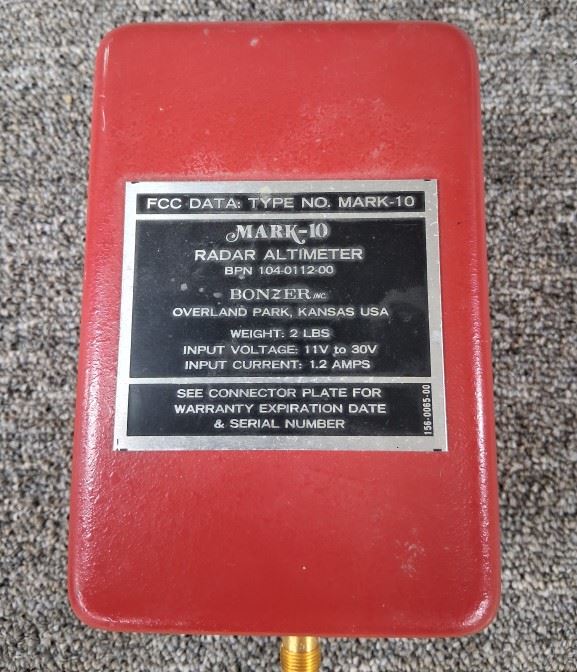 FCC DATA: TYPE NO. MARK-10
MARK-10
RADAR ALTIMETER
BPN 104-0112-00
BONZER INC.
OVERLAND PARK, KANSAS USA
WEIGHT: 2 LBS
INPUT VOLTAGE: 11V to 30V
INPUT CURRENT: 1.2 AMPS
SEE CONNECTOR PLATE FOR
WARRANTY EXPIRATION DATE
& SERIAL NUMBER
156-0065-00